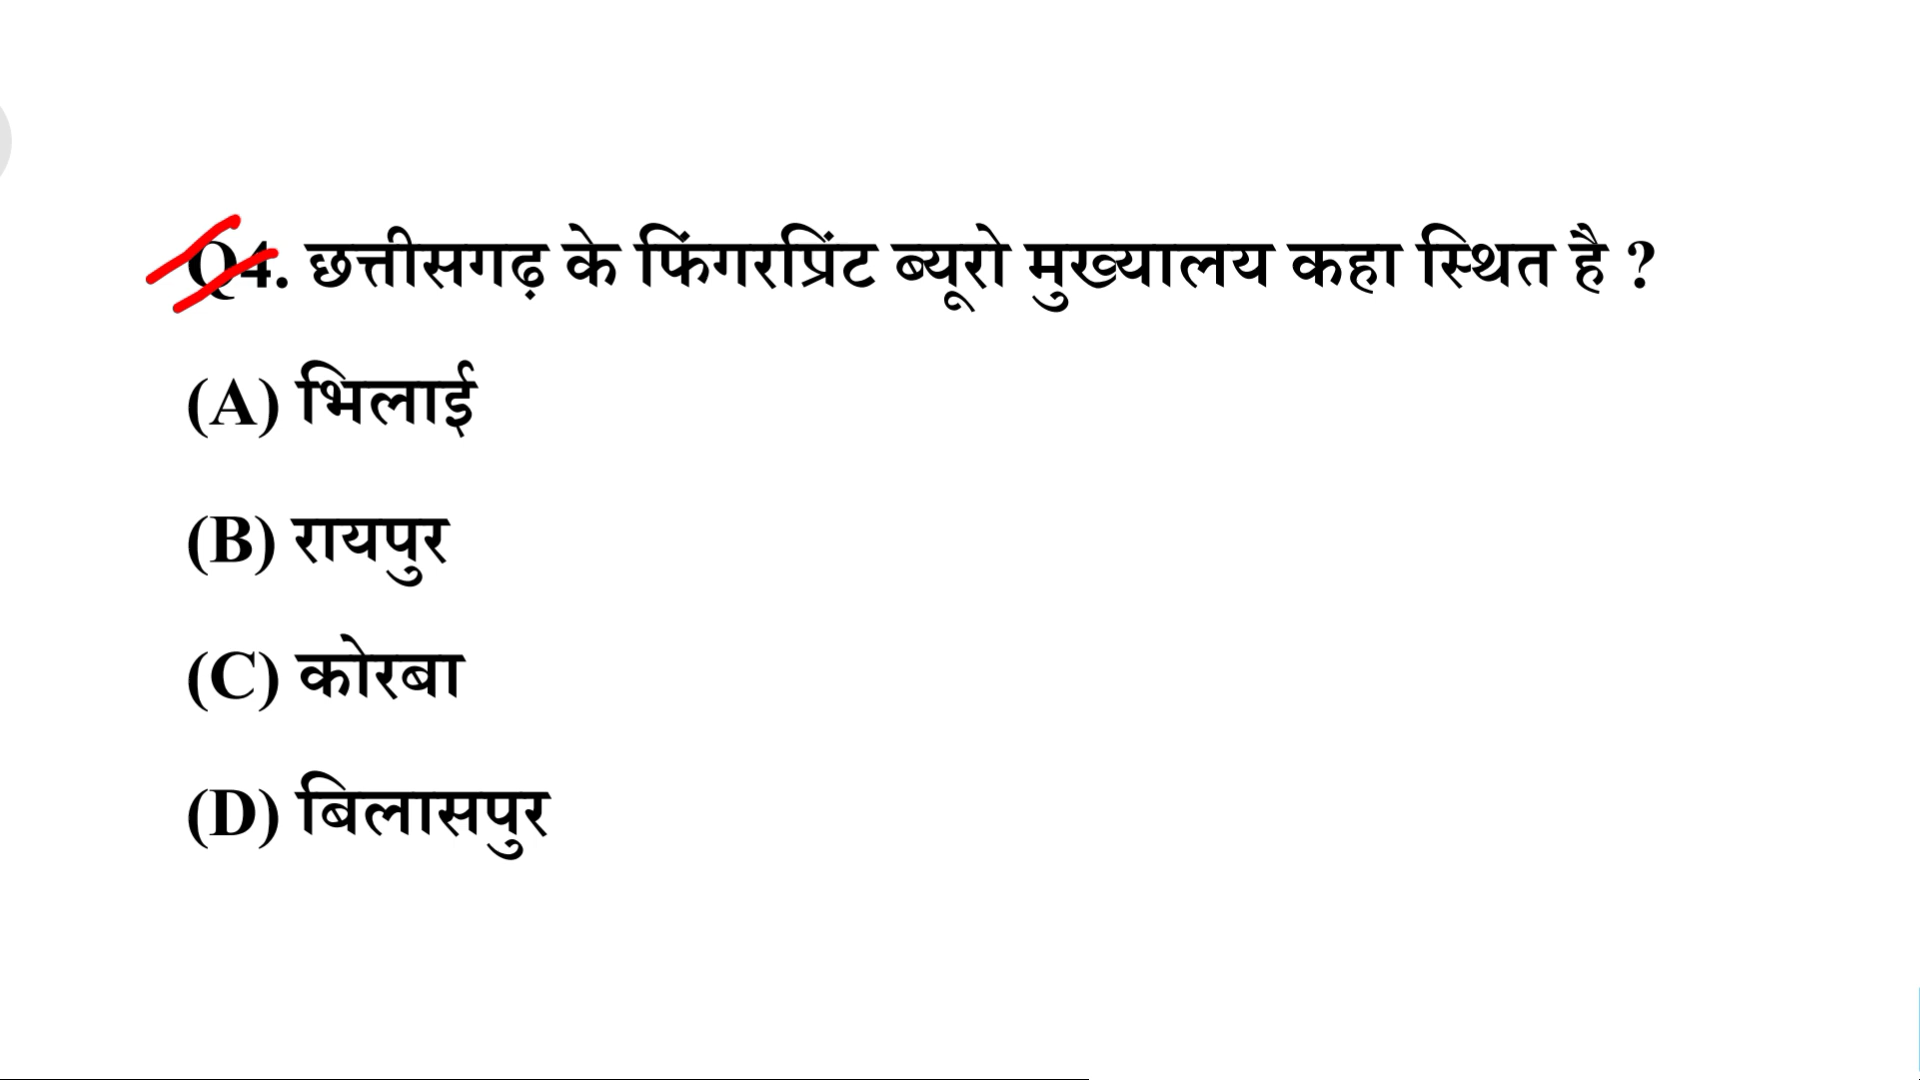 Q4. छत्तीसगढ़ के फिंगरप्रिंट ब्यूरो मुख्यालय कहा स्थित है ?
(A) भिलाई
(B) रायपुर
(C) कोरबा
(D) बिलासपुर